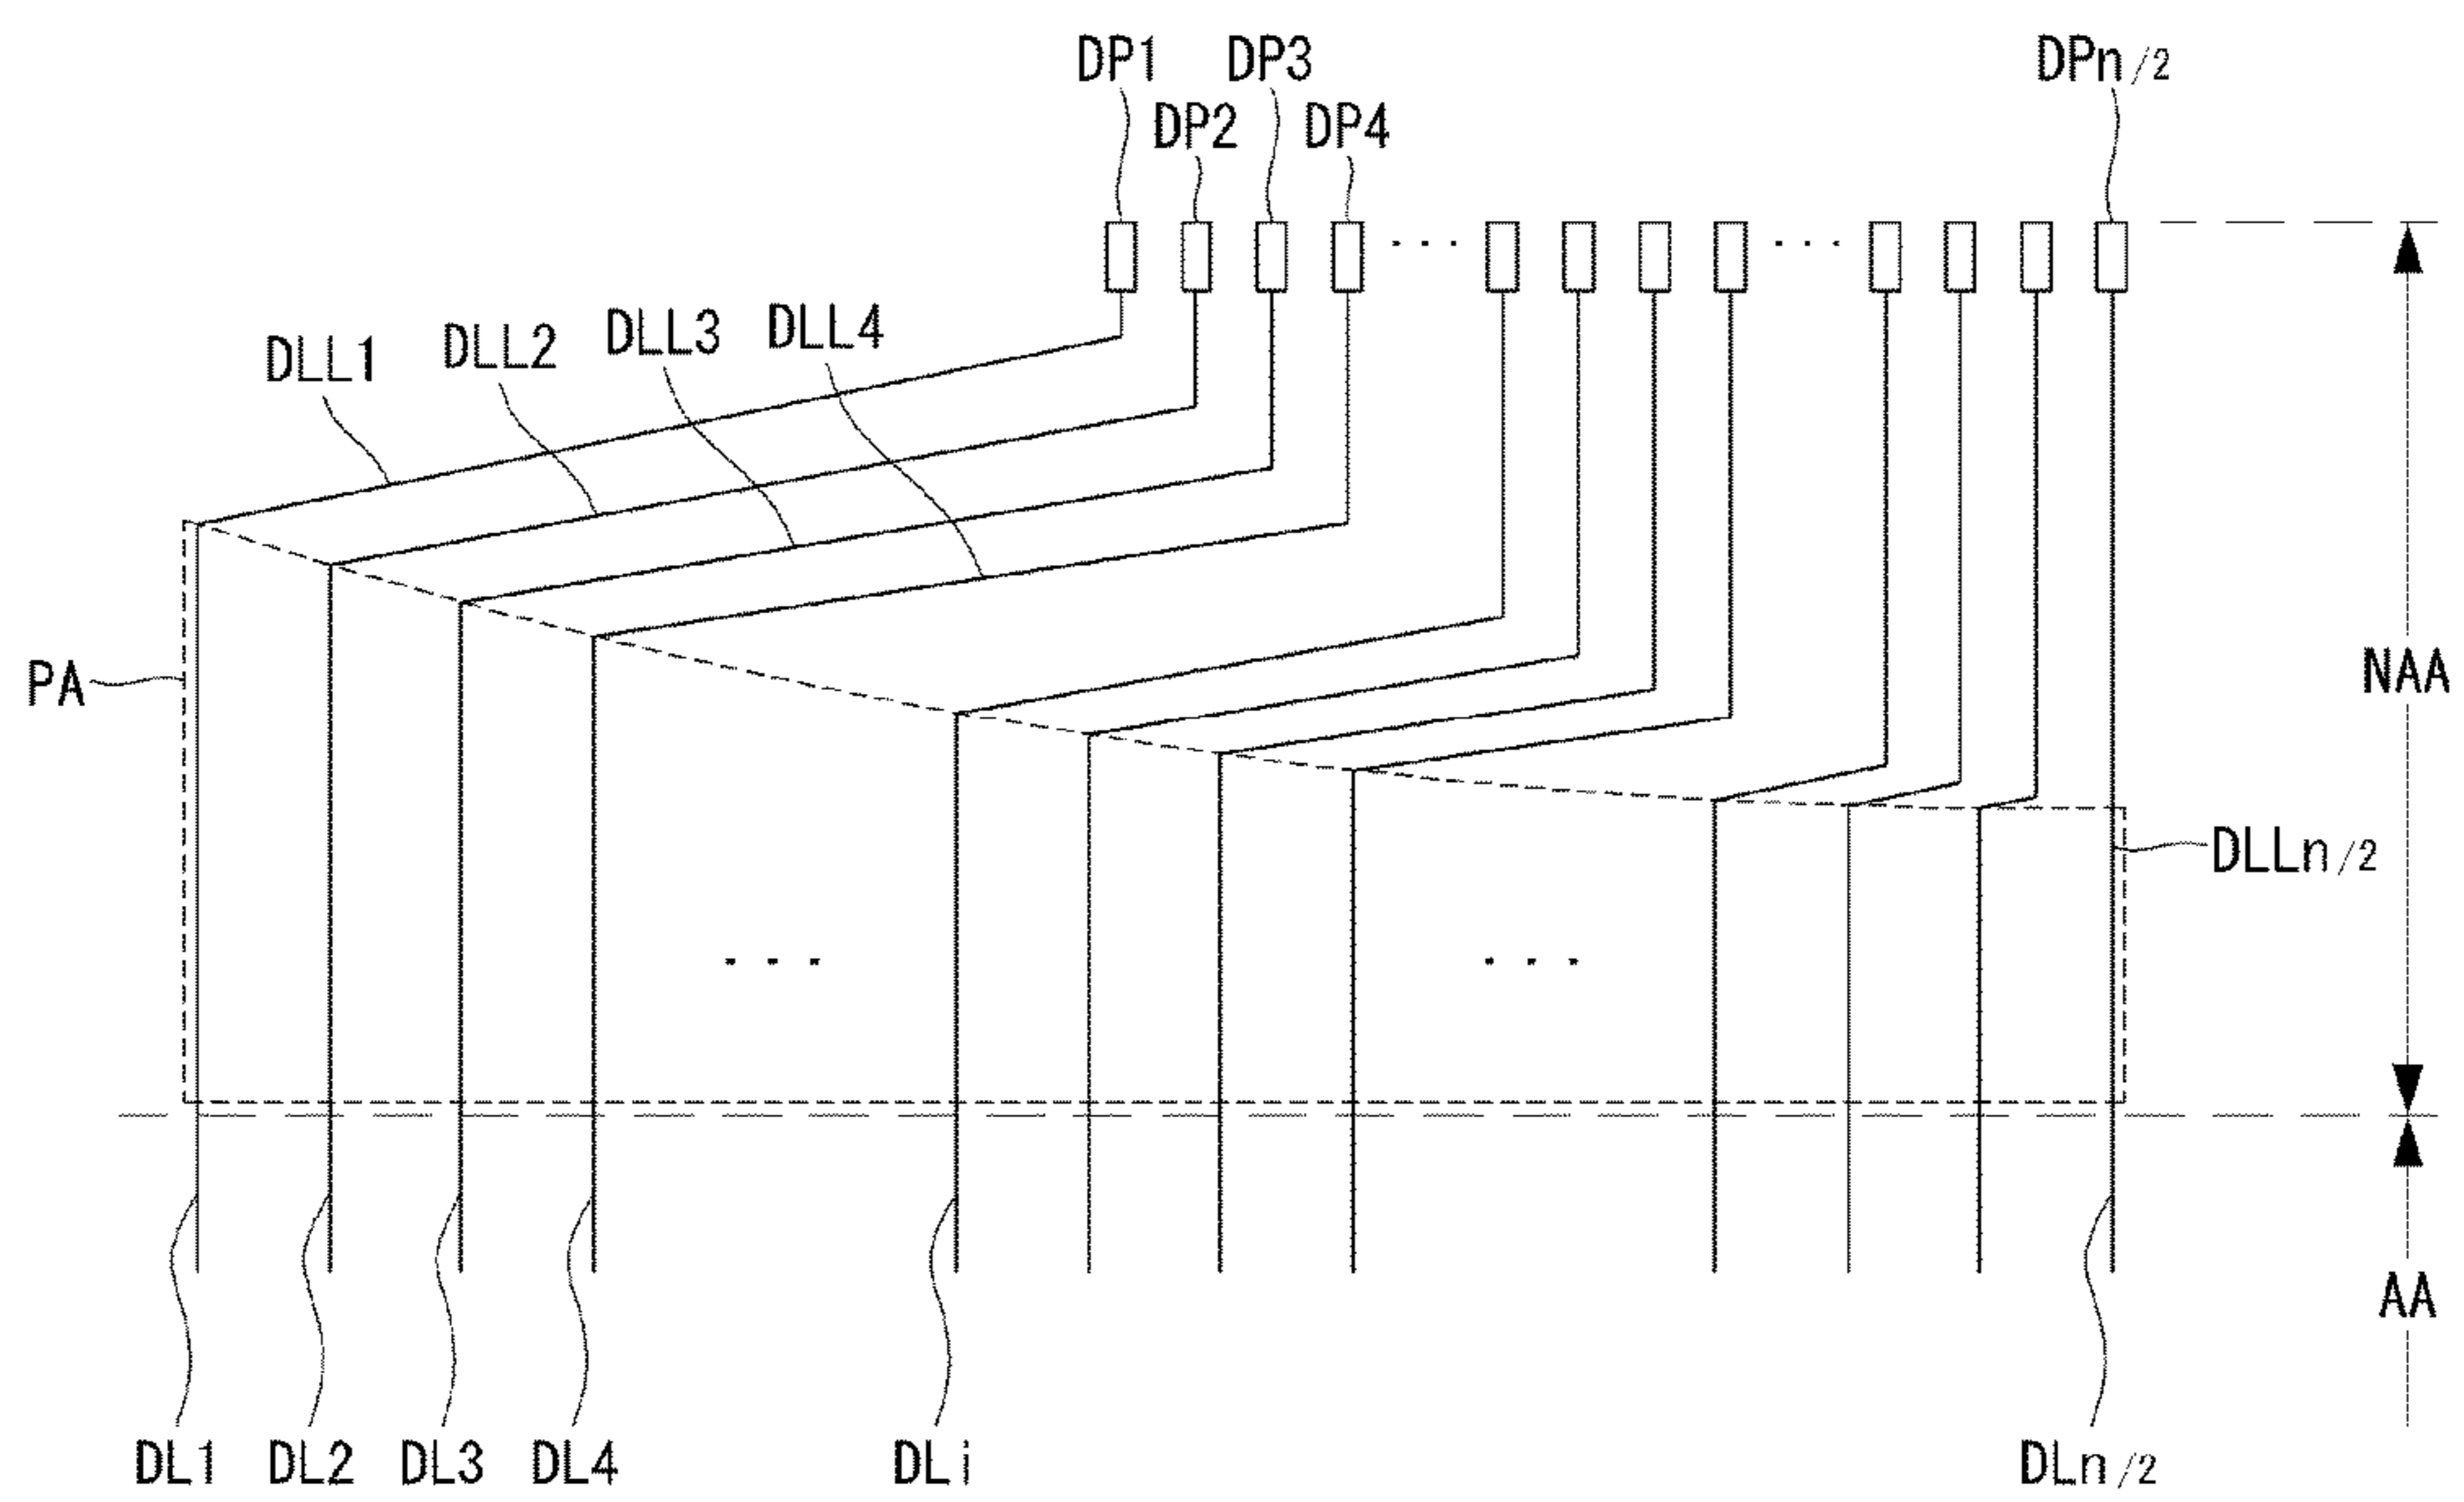 DP1 DP3 DPn/2
DP2 DP4
DLL1 DLL2 DLL3 DLL4
PA NAA
DLLn/2
AA
DL1 DL2 DL3 DL4 DLi DLn/2